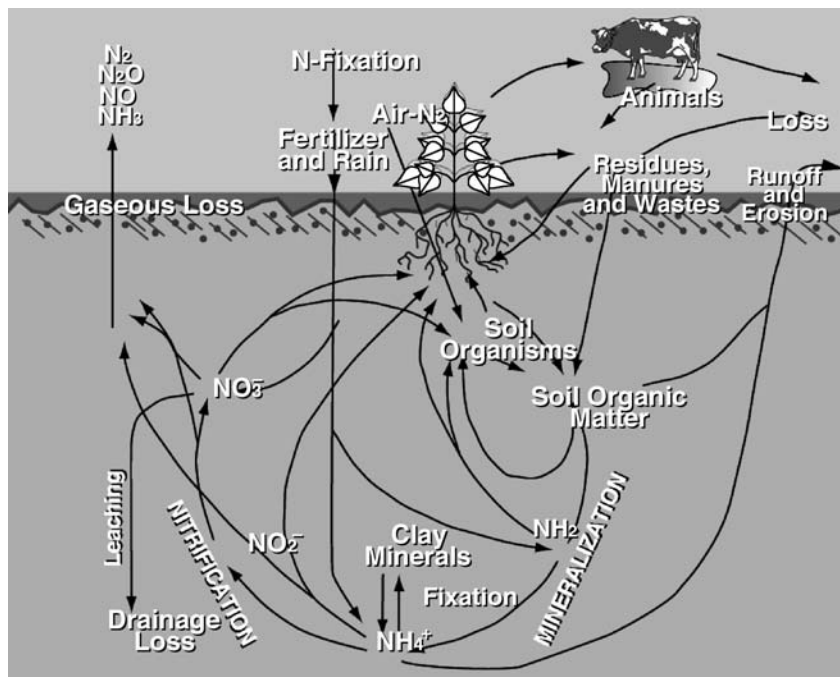 N₂
N₂O
NO
NH₃
N-Fixation
Air-N₂
Fertilizer
and Rain
Animals
Loss
Residues,
Manures
and Wastes
Runoff
and
Erosion
Gaseous Loss
Soil
Organisms
NO₃⁻
Soil Organic
Matter
Leaching
NITRIFICATION
NO₂⁻
Clay
Minerals
NH₂
MINERALIZATION
Fixation
Drainage
Loss
NH₄⁺